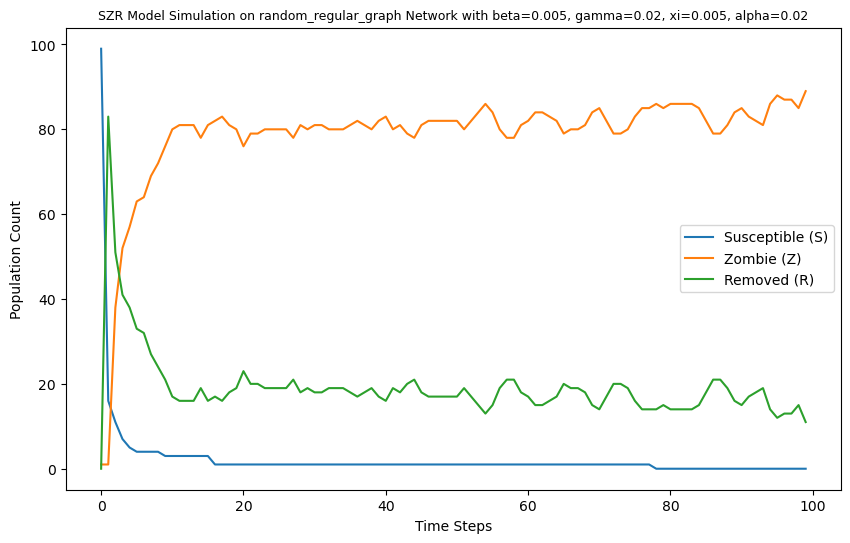 SZR Model Simulation on random_regular_graph Network with beta=0.005, gamma=0.02, xi=0.005, alpha=0.02
Population Count
100
80
60
40
20
0
Susceptible (S)
Zombie (Z)
Removed (R)
0 20 40 60 80 100
Time Steps